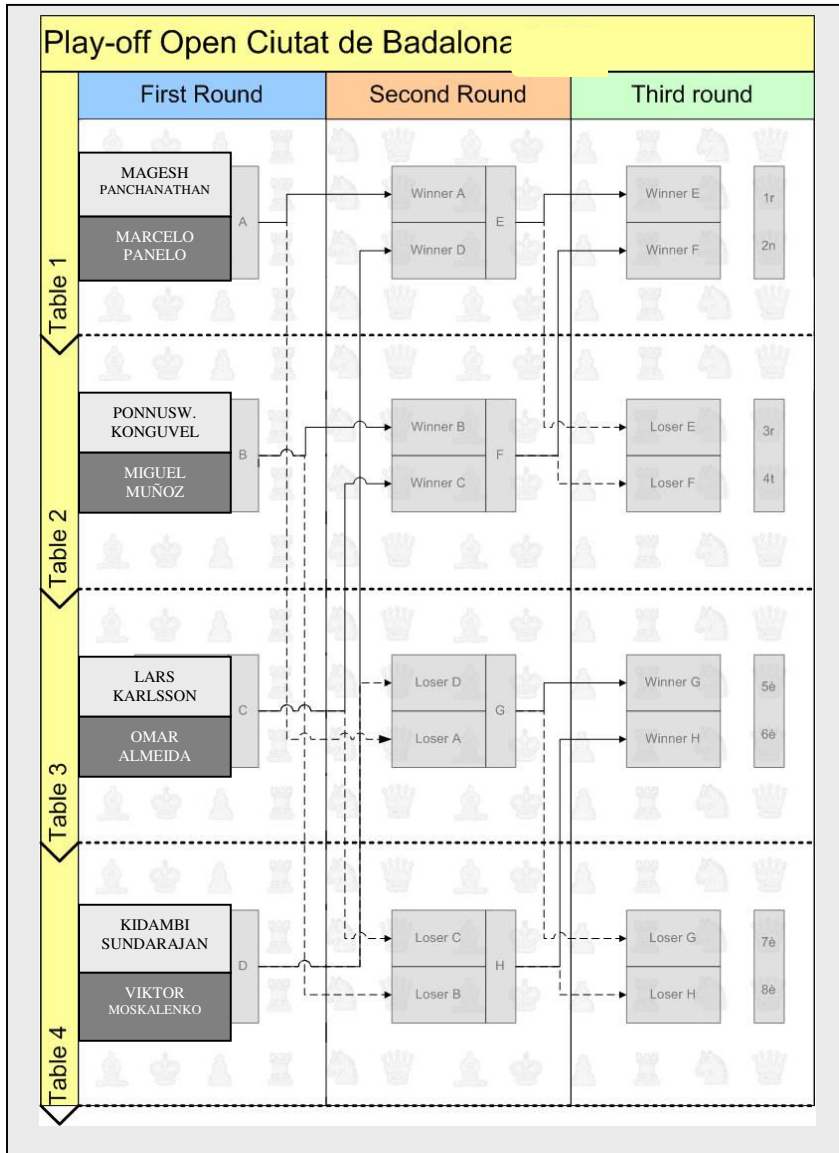 Play-off Open Ciutat de Badalona
First Round
Second Round
Third round
Table 1
MAGESH
PANCHANATHAN
MARCELO
PANELO
A
Winner A
Winner D
E
Winner E
Winner F
1r
2n
Table 2
PONNUSW.
KONGUVEL
MIGUEL
MUÑOZ
B
Winner B
Winner C
F
Loser E
Loser F
3r
4t
Table 3
LARS
KARLSSON
OMAR
ALMEIDA
C
Loser D
Loser A
G
Winner G
Winner H
5è
6è
Table 4
KIDAMBI
SUNDARAJAN
VIKTOR
MOSKALENKO
D
Loser C
Loser B
H
Loser G
Loser H
7è
8è